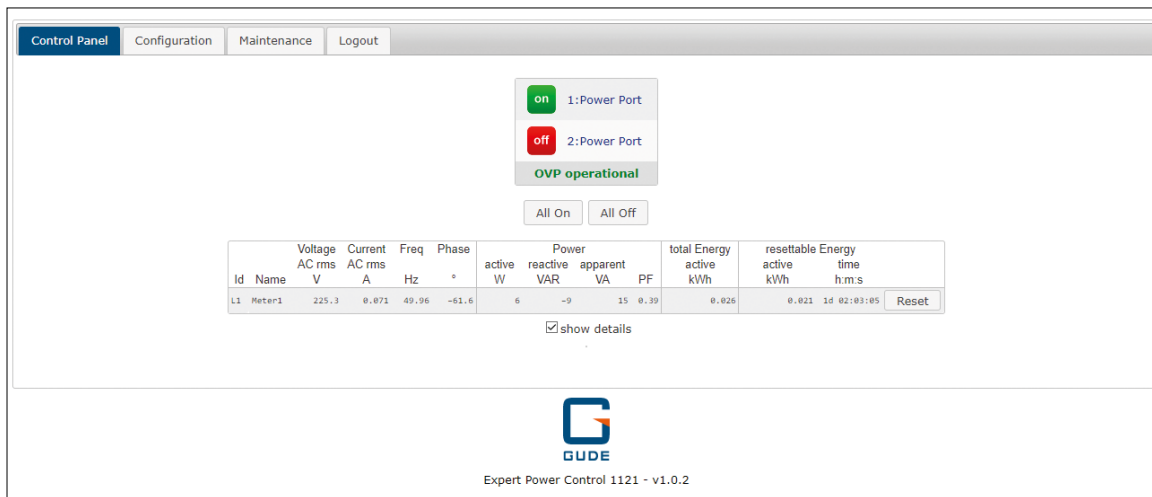 Control Panel Configuration Maintenance Logout
on 1:Power Port
off 2:Power Port
OVP operational
All On All Off
Voltage Current Freq Phase Power total Energy resettable Energy
AC rms AC rms active reactive apparent active active time
Id Name V A Hz ° W VAR VA PF kWh kWh h:m:s
L1 Meter1 225.3 0.071 49.96 -61.6 6 -9 15 0.39 0.026 0.021 1d 02:03:05 Reset
show details
GUDE
Expert Power Control 1121 - v1.0.2